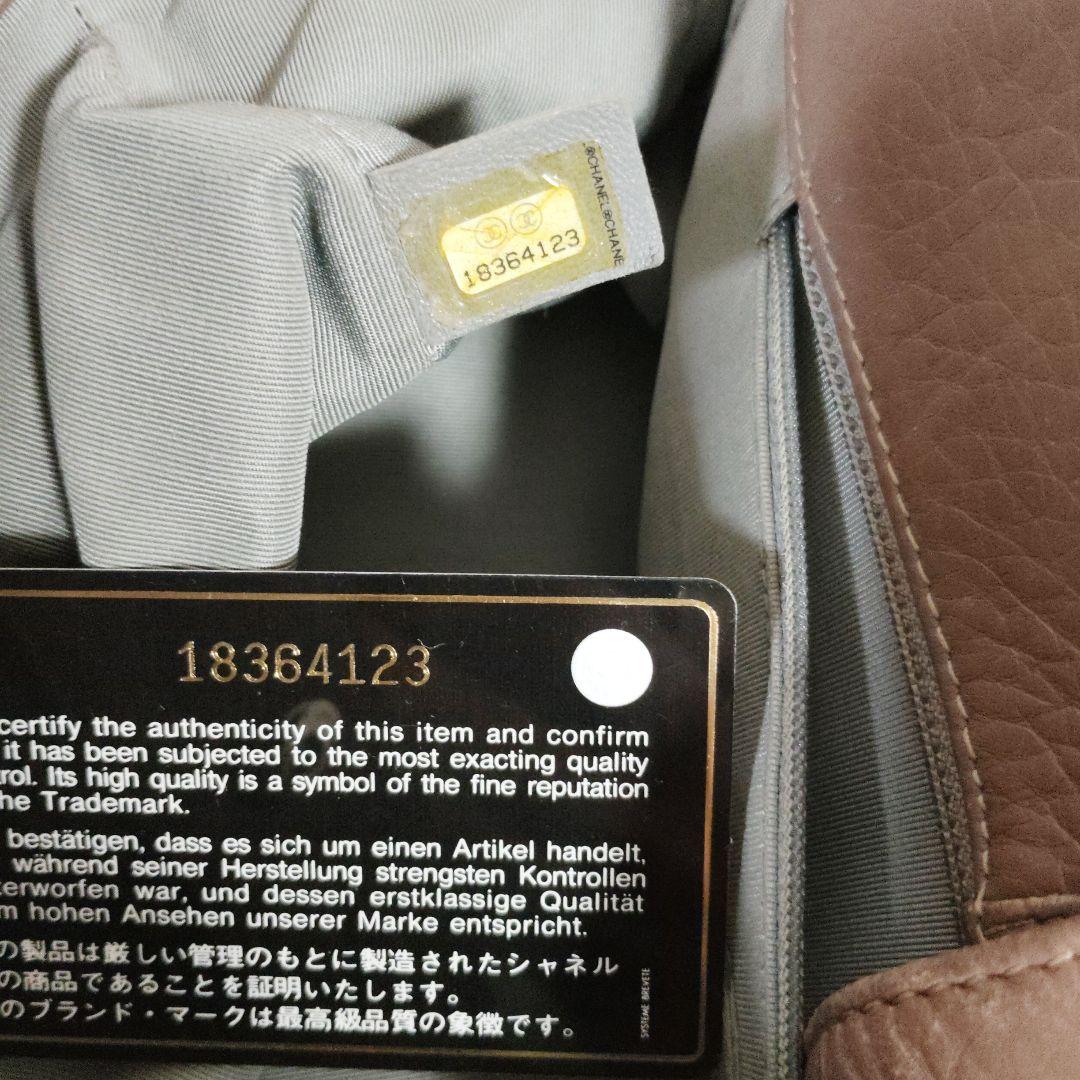 CHANEL CHANE
18364123
18364123
certify the authenticity of this item and confirm
it has been subjected to the most exacting quality
Its high quality is a symbol of the fine reputation
the Trademark.
bestätigen, dass es sich um einen Artikel handelt,
während seiner Herstellung strengsten Kontrollen
war, und dessen erstklassige Qualität
hohen Ansehen unserer Marke entspricht.
の製品は厳しい管理のもとに製造されたシャネル
の商品であることを証明いたします。
のブランド・マークは最高級品質の象徴です。
SYSTEME BREVETE